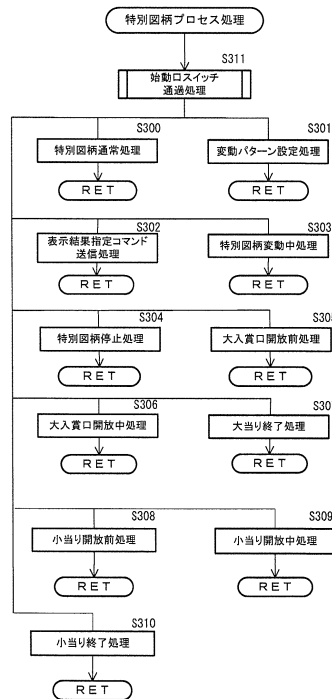 特別図柄プロセス処理
S311
始動口スイッチ
通過処理
S300
特別図柄通常処理
RET
S301
変動パターン設定処理
RET
S302
表示結果指定コマンド
送信処理
RET
S303
特別図柄変動中処理
RET
S304
特別図柄停止処理
RET
S305
大入賞口開放前処理
RET
S306
大入賞口開放中処理
RET
S30
大当り終了処理
RET
S308
小当り開放前処理
RET
S309
小当り開放中処理
RET
S310
小当り終了処理
RET